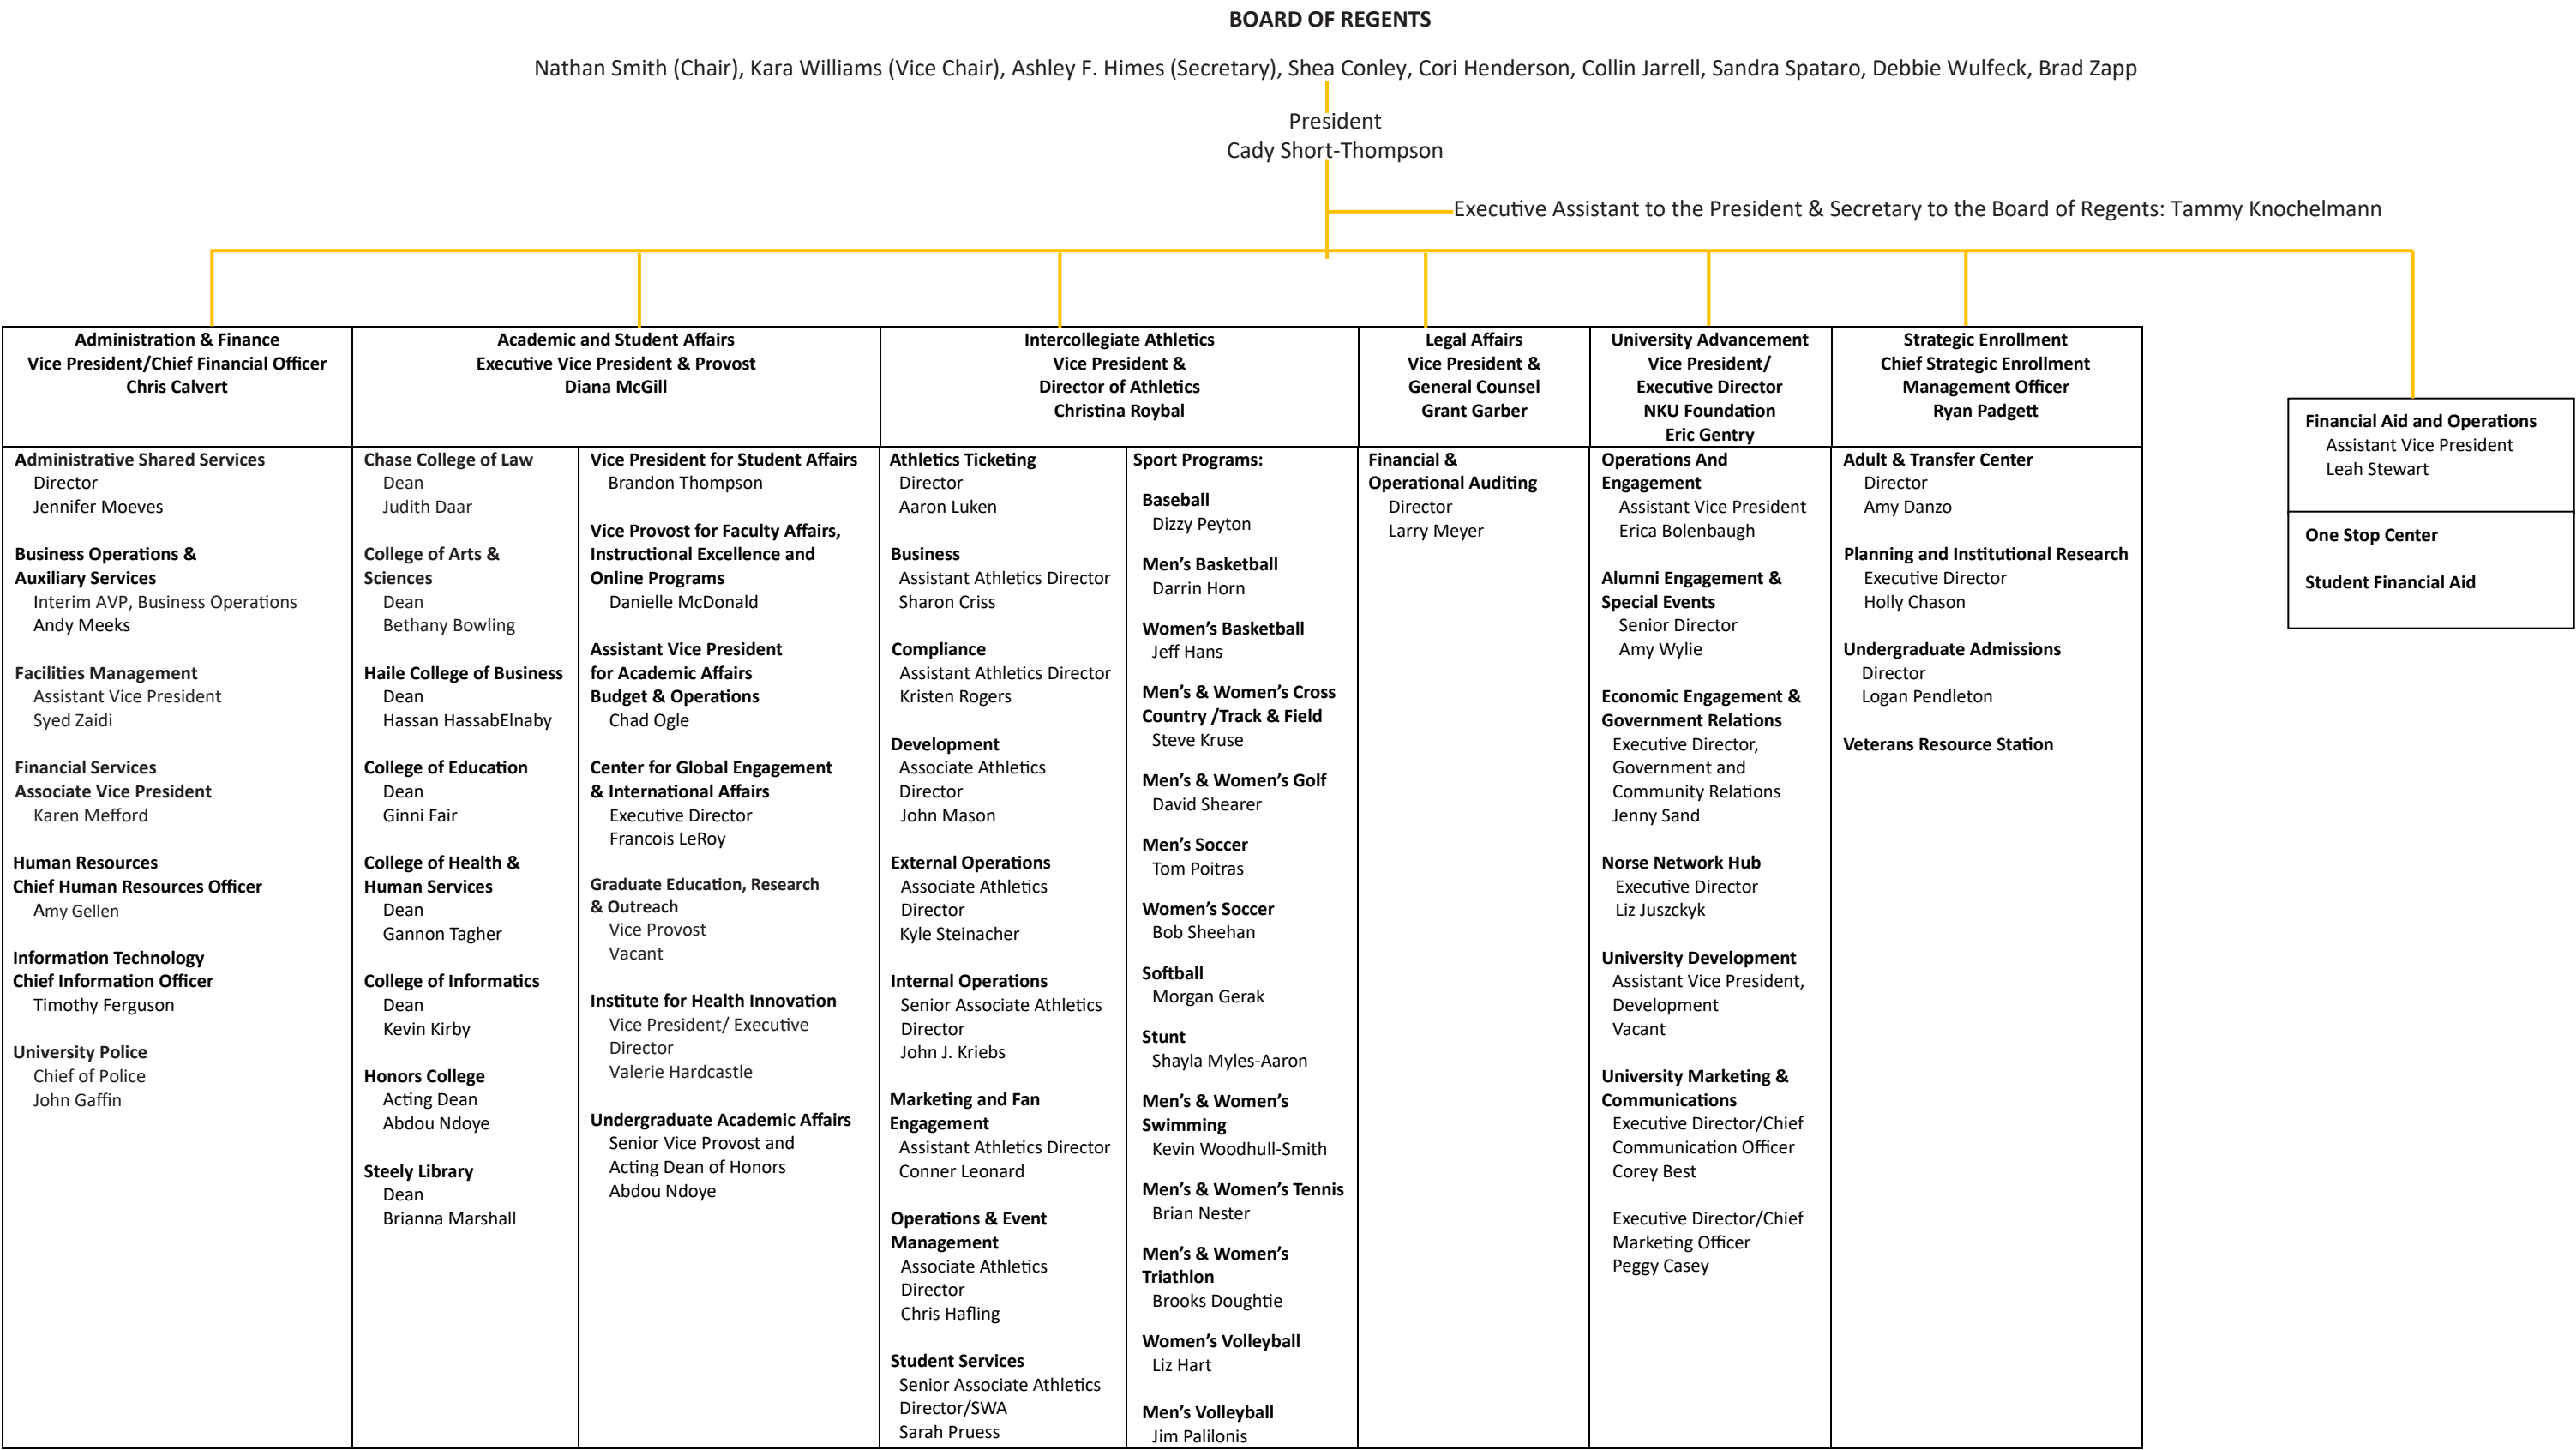 BOARD OF REGENTS
Nathan Smith (Chair), Kara Williams (Vice Chair), Ashley F. Himes (Secretary), Shea Conley, Cori Henderson, Collin Jarrell, Sandra Spataro, Debbie Wulfeck, Brad Zapp
President
Cady Short-Thompson
Executive Assistant to the President & Secretary to the Board of Regents: Tammy Knochelmann
Administration & Finance
Vice President/Chief Financial Officer
Chris Calvert
Administrative Shared Services
Director
Jennifer Moeves
Business Operations &
Auxiliary Services
Interim AVP, Business Operations
Andy Meeks
Facilities Management
Assistant Vice President
Syed Zaidi
Financial Services
Associate Vice President
Karen Mefford
Human Resources
Chief Human Resources Officer
Amy Gellen
Information Technology
Chief Information Officer
Timothy Ferguson
University Police
Chief of Police
John Gaffin
Academic and Student Affairs
Executive Vice President & Provost
Diana McGill
Chase College of Law
Dean
Judith Daar
College of Arts &
Sciences
Dean
Bethany Bowling
Haile College of Business
Dean
Hassan HassabElnaby
College of Education
Dean
Ginni Fair
College of Health &
Human Services
Dean
Gannon Tagher
College of Informatics
Dean
Kevin Kirby
Honors College
Acting Dean
Abdou Ndoye
Steely Library
Dean
Brianna Marshall
Vice President for Student Affairs
Brandon Thompson
Vice Provost for Faculty Affairs,
Instructional Excellence and
Online Programs
Danielle McDonald
Assistant Vice President
for Academic Affairs
Budget & Operations
Chad Ogle
Center for Global Engagement
& International Affairs
Executive Director
Francois LeRoy
Graduate Education, Research
& Outreach
Vice Provost
Vacant
Institute for Health Innovation
Vice President/ Executive
Director
Valerie Hardcastle
Undergraduate Academic Affairs
Senior Vice Provost and
Acting Dean of Honors
Abdou Ndoye
Intercollegiate Athletics
Vice President &
Director of Athletics
Christina Roybal
Athletics Ticketing
Director
Aaron Luken
Business
Assistant Athletics Director
Sharon Criss
Compliance
Assistant Athletics Director
Kristen Rogers
Development
Associate Athletics
Director
John Mason
External Operations
Associate Athletics
Director
Kyle Steinacher
Internal Operations
Senior Associate Athletics
Director
John J. Kriebs
Marketing and Fan
Engagement
Assistant Athletics Director
Conner Leonard
Operations & Event
Management
Associate Athletics
Director
Chris Hafling
Student Services
Senior Associate Athletics
Director/SWA
Sarah Pruess
Sport Programs:
Baseball
Dizzy Peyton
Men’s Basketball
Darrin Horn
Women’s Basketball
Jeff Hans
Men’s & Women’s Cross
Country /Track & Field
Steve Kruse
Men’s & Women’s Golf
David Shearer
Men’s Soccer
Tom Poitras
Women’s Soccer
Bob Sheehan
Softball
Morgan Gerak
Stunt
Shayla Myles-Aaron
Men’s & Women’s
Swimming
Kevin Woodhull-Smith
Men’s & Women’s Tennis
Brian Nester
Men’s & Women’s
Triathlon
Brooks Doughtie
Women’s Volleyball
Liz Hart
Men’s Volleyball
Jim Palilonis
Legal Affairs
Vice President &
General Counsel
Grant Garber
Financial &
Operational Auditing
Director
Larry Meyer
University Advancement
Vice President/
Executive Director
NKU Foundation
Eric Gentry
Operations And
Engagement
Assistant Vice President
Erica Bolenbaugh
Alumni Engagement &
Special Events
Senior Director
Amy Wylie
Economic Engagement &
Government Relations
Executive Director,
Government and
Community Relations
Jenny Sand
Norse Network Hub
Executive Director
Liz Juszckyk
University Development
Assistant Vice President,
Development
Vacant
University Marketing &
Communications
Executive Director/Chief
Communication Officer
Corey Best
Executive Director/Chief
Marketing Officer
Peggy Casey
Strategic Enrollment
Chief Strategic Enrollment
Management Officer
Ryan Padgett
Adult & Transfer Center
Director
Amy Danzo
Planning and Institutional Research
Executive Director
Holly Chason
Undergraduate Admissions
Director
Logan Pendleton
Veterans Resource Station
Financial Aid and Operations
Assistant Vice President
Leah Stewart
One Stop Center
Student Financial Aid